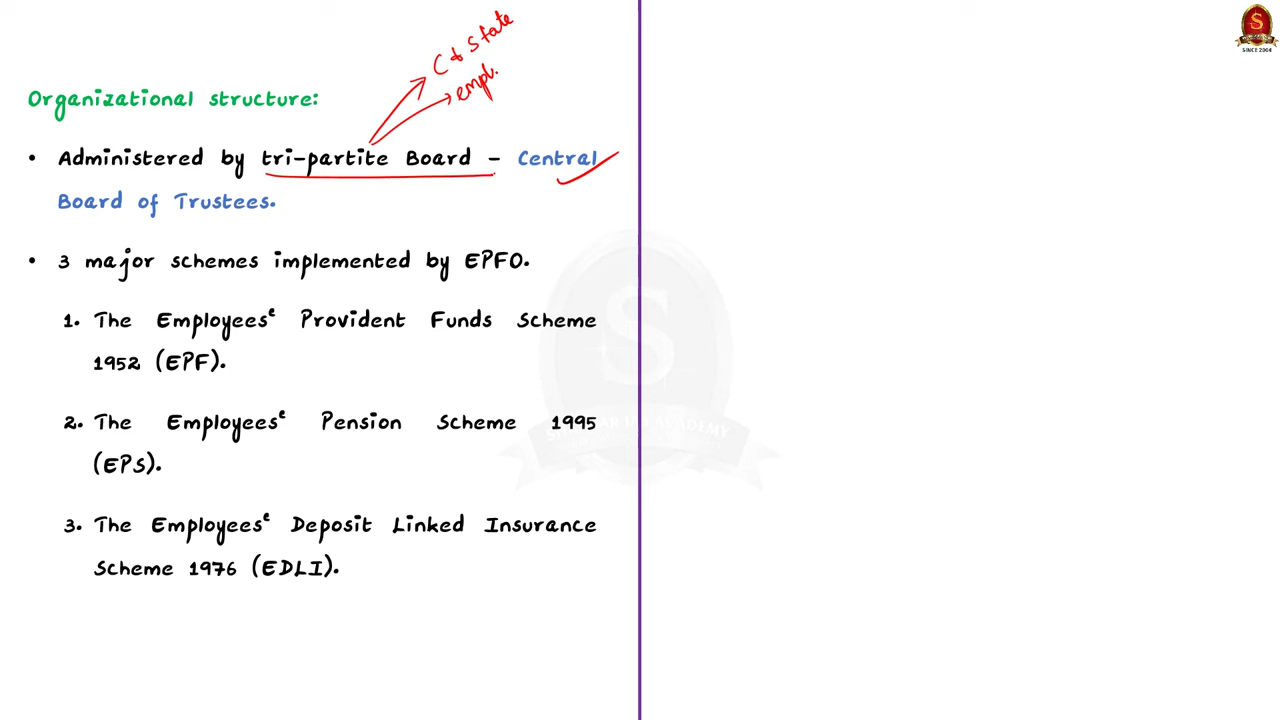 C & State
empl.
Organizational structure:
• Administered by tri-partite Board - Central
Board of Trustees.
• 3 major schemes implemented by EPFO.
1. The Employees‘ Provident Funds Scheme
1952 (EPF).
2. The Employees‘ Pension Scheme 1995
(EPS).
3. The Employees‘ Deposit Linked Insurance
Scheme 1976 (EDLI).
S
SINCE 2004